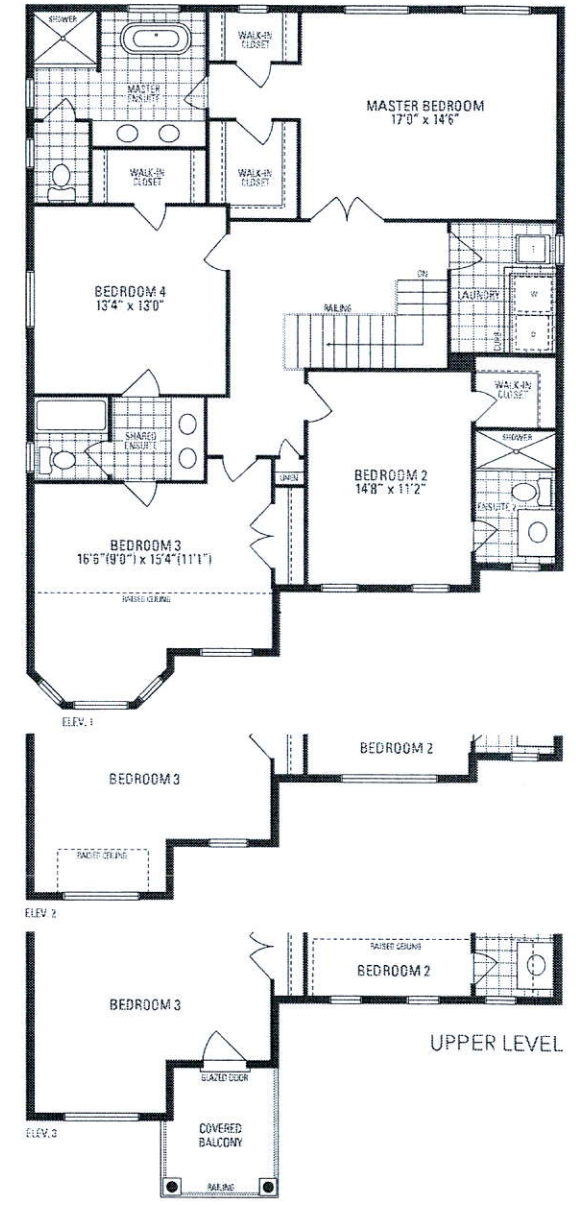 SHOWER
WALK-IN
CLOSET
MASTER
ENSUITE
MASTER BEDROOM
17'0" x 14'6"
WALK-IN
CLOSET
WALK-IN
CLOSET
BEDROOM 4
13'4" x 13'0"
DN
RAILING
LAUNDRY
T
W
D
CURB
WALK-IN
CLOSET
SHARED
ENSUITE
SHOWER
LINEN
BEDROOM 2
14'8" x 11'2"
ENSUITE 2
BEDROOM 3
16'6"(9'0") x 15'4"(11'1")
RAISED CEILING
ELEV. 1
BEDROOM 2
BEDROOM 3
RAISED CEILING
ELEV. 2
RAISED CEILING
BEDROOM 2
BEDROOM 3
UPPER LEVEL
GLAZED DOOR
ELEV. 3
COVERED
BALCONY
RAILING